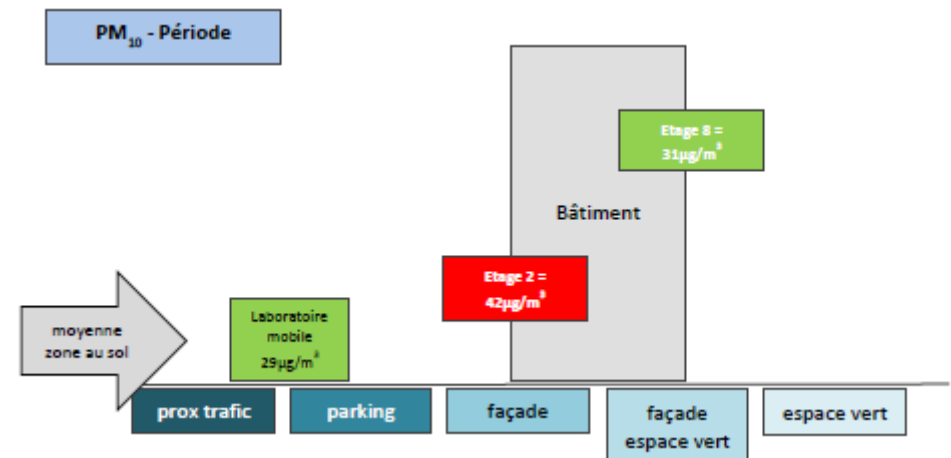 PM₁₀ - Période
Etage 8 =
31µg/m³
Bâtiment
Etage 2 =
42µg/m³
Laboratoire
mobile
29µg/m³
moyenne
zone au sol
prox trafic
parking
façade
façade
espace vert
espace vert